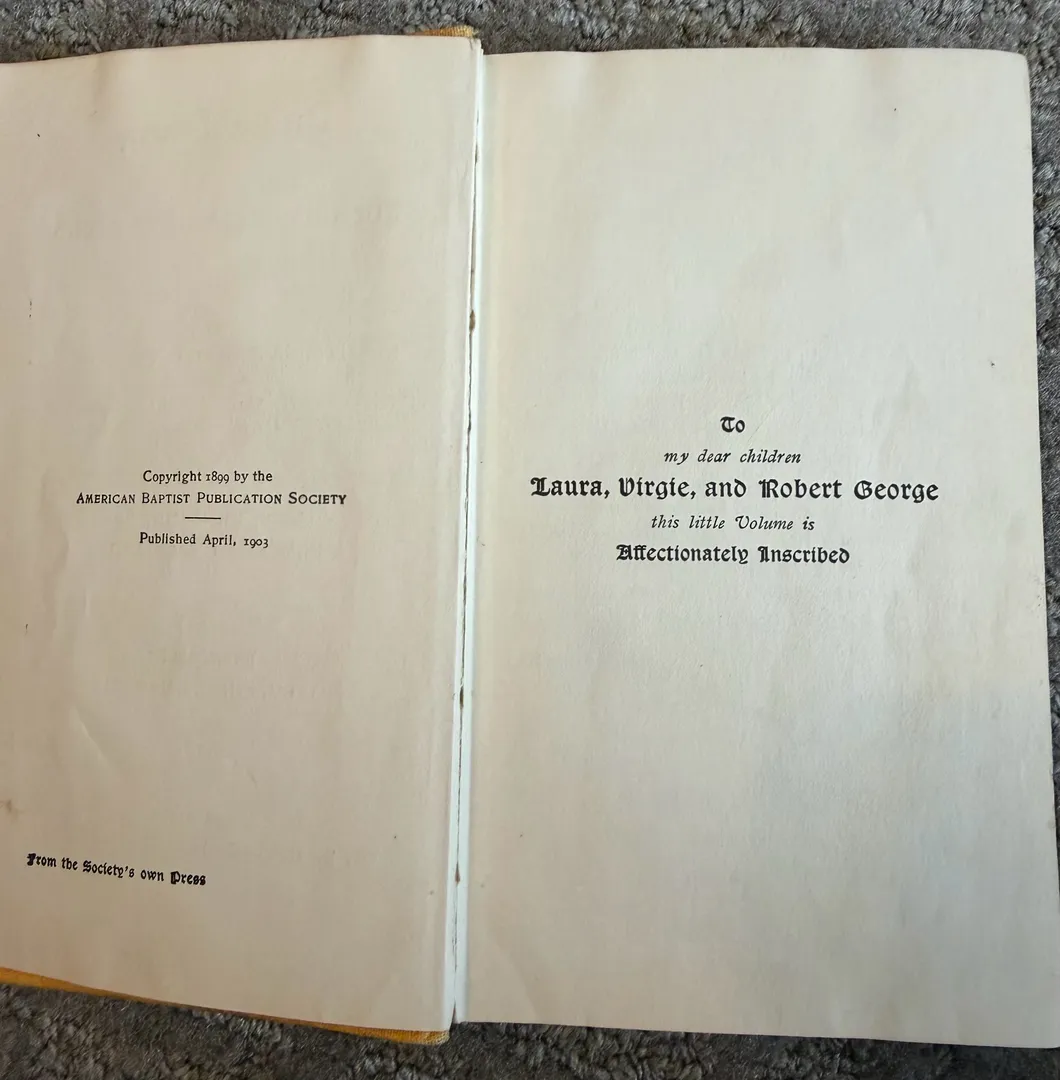 Copyright 1899 by the
AMERICAN BAPTIST PUBLICATION SOCIETY
Published April, 1903
From the Society's own Press
To
my dear children
Laura, Virgie, and Robert George
this little Volume is
Affectionately Inscribed